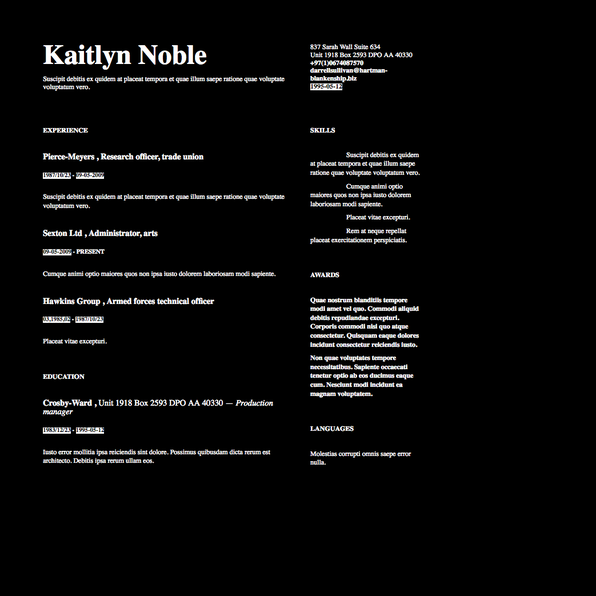 Kaitlyn Noble
Suscipit debitis ex quidem at placeat tempora et quae illum saepe ratione quae voluptate
voluptatum vero.
EXPERIENCE
Pierce-Meyers , Research officer, trade union
1987/10/23 - 09-05-2009
Suscipit debitis ex quidem at placeat tempora et quae illum saepe ratione quae voluptate
voluptatum vero.
Sexton Ltd , Administrator, arts
09-05-2009 - PRESENT
Cumque animi optio maiores quos non ipsa iusto dolorem laboriosam modi sapiente.
Hawkins Group , Armed forces technical officer
03.1985.02 - 1987/10/23
Placeat vitae excepturi.
EDUCATION
Crosby-Ward , Unit 1918 Box 2593 DPO AA 40330 — Production
manager
1983/12/23 - 1995-05-12
Iusto error mollitia ipsa reiciendis sint dolore. Possimus quibusdam dicta rerum est
architecto. Debitis ipsa rerum ullam eos.
837 Sarah Wall Suite 634
Unit 1918 Box 2593 DPO AA 40330
+97(1)0674087570
darrellsullivan@hartman-
blankenship.biz
1995-05-12
SKILLS
Suscipit debitis ex quidem
at placeat tempora et quae illum saepe
ratione quae voluptate voluptatum vero.
Cumque animi optio
maiores quos non ipsa iusto dolorem
laboriosam modi sapiente.
Placeat vitae excepturi.
Rem at neque repellat
placeat exercitationem perspiciatis.
AWARDS
Quae nostrum blanditiis tempore
modi amet vel quo. Commodi aliquid
debitis repudiandae excepturi.
Corporis commodi nisi quo atque
consectetur. Quisquam eaque dolores
incidunt consectetur reiciendis iusto.
Non quae voluptates tempore
necessitatibus. Sapiente occaecati
tenetur optio ab eos ducimus eaque
cum. Nesciunt modi incidunt ea
magnam voluptatem.
LANGUAGES
Molestias corrupti omnis saepe error
nulla.